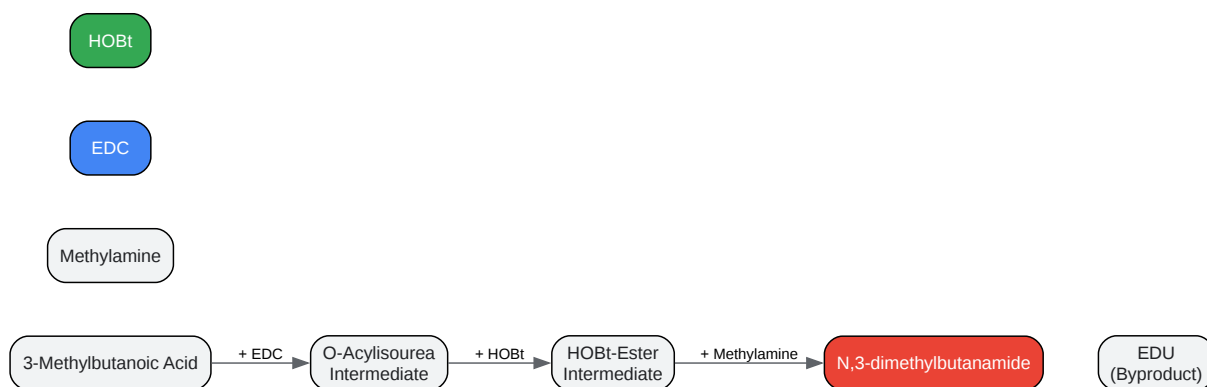 HOBt
EDC
Methylamine
3-Methylbutanoic Acid
+ EDC
O-Acylisourea
Intermediate
+ HOBt
HOBt-Ester
Intermediate
+ Methylamine
N,3-dimethylbutanamide
EDU
(Byproduct)